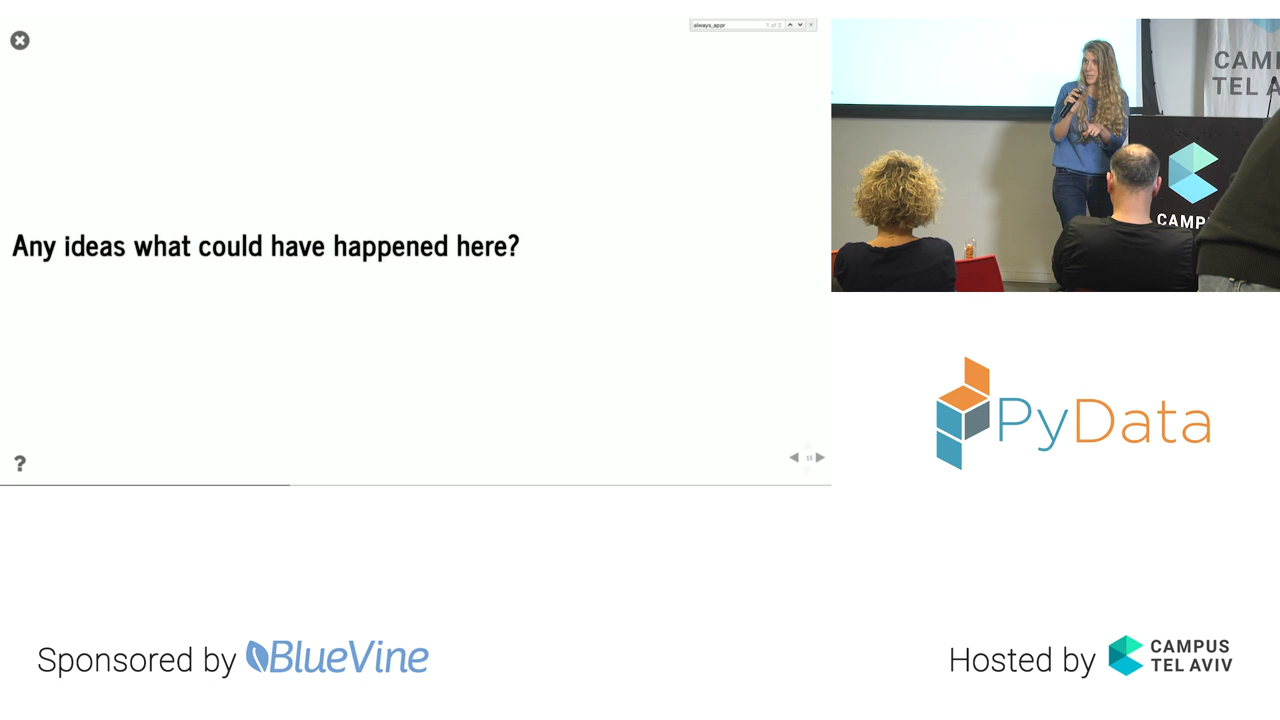 always_appr 1 of 2
CAMP
TEL A
CAMP
Any ideas what could have happened here?
PyData
?
15
Sponsored by BlueVine
Hosted by CAMPUS
TEL AVIV